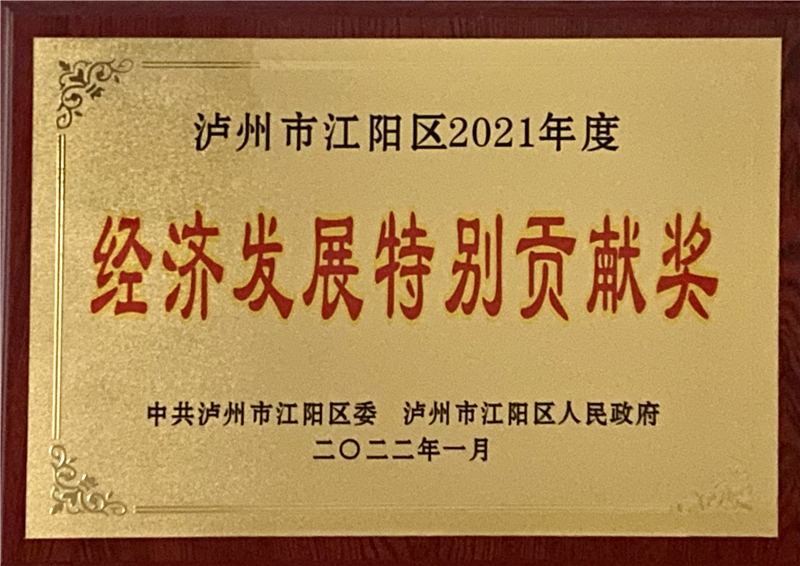 泸州市江阳区2021年度
经济发展特别贡献奖
中共泸州市江阳区委 泸州市江阳区人民政府
二〇二二年一月